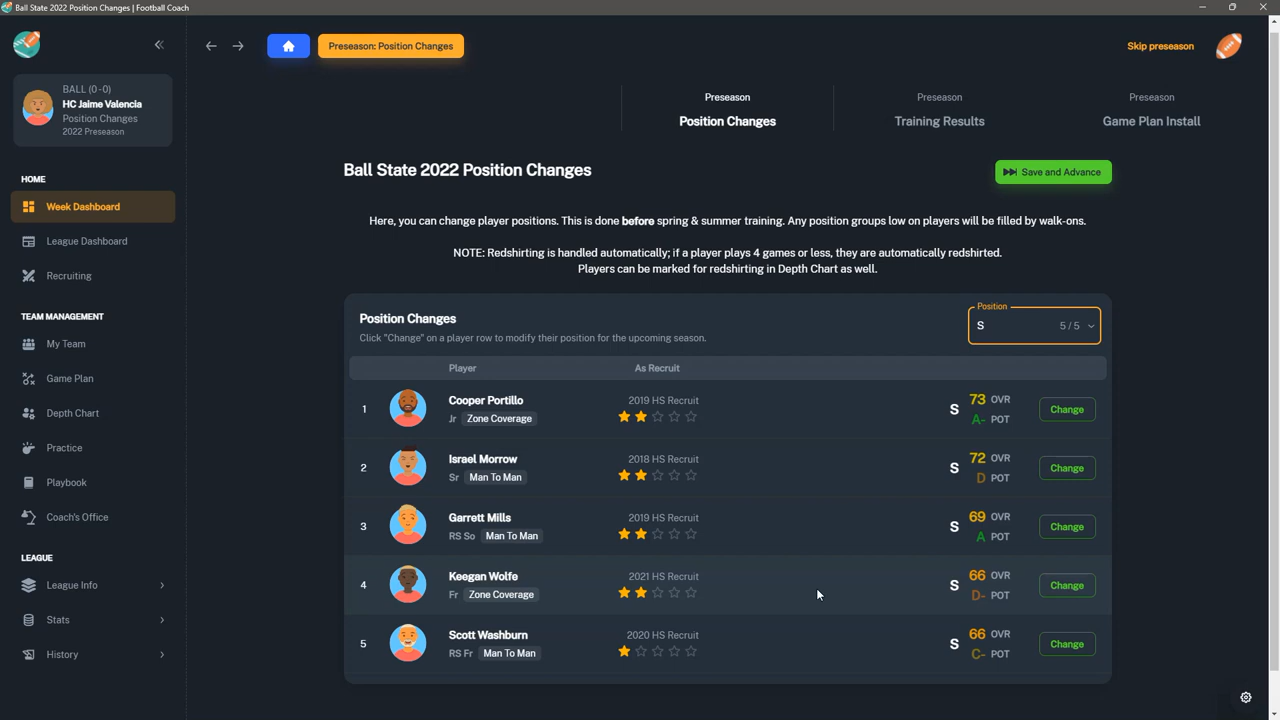 Ball State 2022 Position Changes | Football Coach
BALL (0-0)
HC Jaime Valencia
Position Changes
2022 Preseason
HOME
Week Dashboard
League Dashboard
Recruiting
TEAM MANAGEMENT
My Team
Game Plan
Depth Chart
Practice
Playbook
Coach's Office
LEAGUE
League Info
Stats
History
Preseason: Position Changes
Skip preseason
Preseason
Position Changes
Preseason
Training Results
Preseason
Game Plan Install
Ball State 2022 Position Changes
Save and Advance
Here, you can change player positions. This is done before spring & summer training. Any position groups low on players will be filled by walk-ons.
NOTE: Redshirting is handled automatically; if a player plays 4 games or less, they are automatically redshirted.
Players can be marked for redshirting in Depth Chart as well.
Position Changes
Click "Change" on a player row to modify their position for the upcoming season.
Position
S 5 / 5
Player As Recruit
1 Cooper Portillo 2019 HS Recruit S 73 OVR Change
Jr Zone Coverage A- POT
2 Israel Morrow 2018 HS Recruit S 72 OVR Change
Sr Man To Man D POT
3 Garrett Mills 2019 HS Recruit S 69 OVR Change
RS So Man To Man A POT
4 Keegan Wolfe 2021 HS Recruit S 66 OVR Change
Fr Zone Coverage D- POT
5 Scott Washburn 2020 HS Recruit S 66 OVR Change
RS Fr Man To Man C- POT